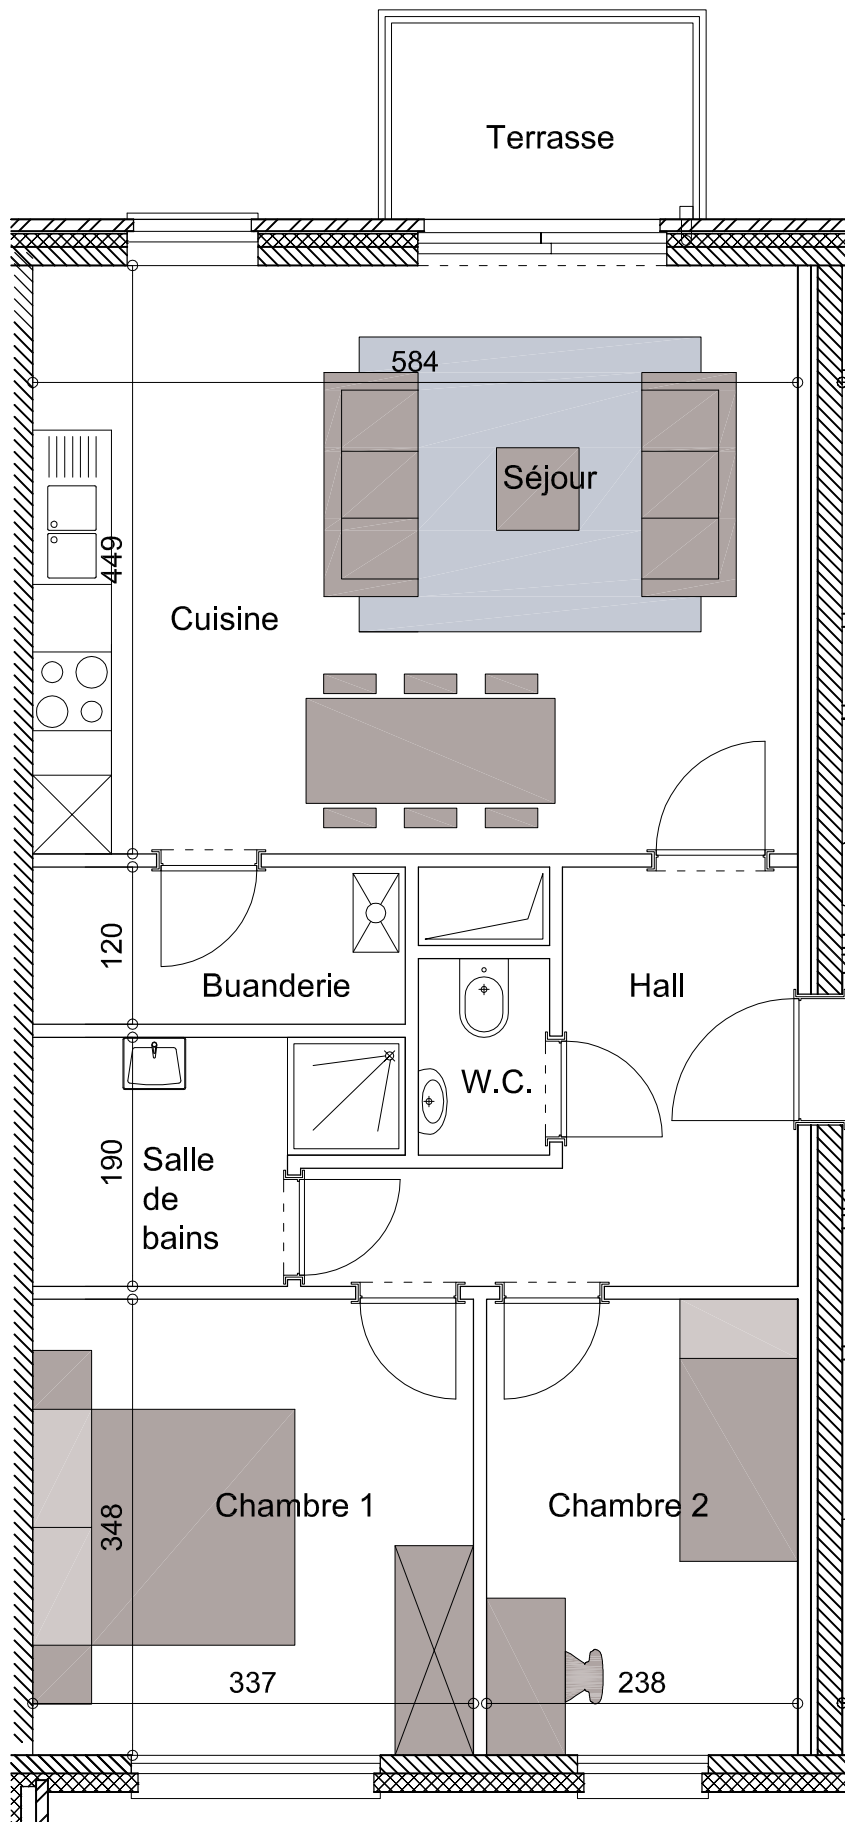 Terrasse
584
Séjour
449
Cuisine
120
Buanderie
Hall
W.C.
190
Salle
de
bains
Chambre 1
Chambre 2
348
337
238